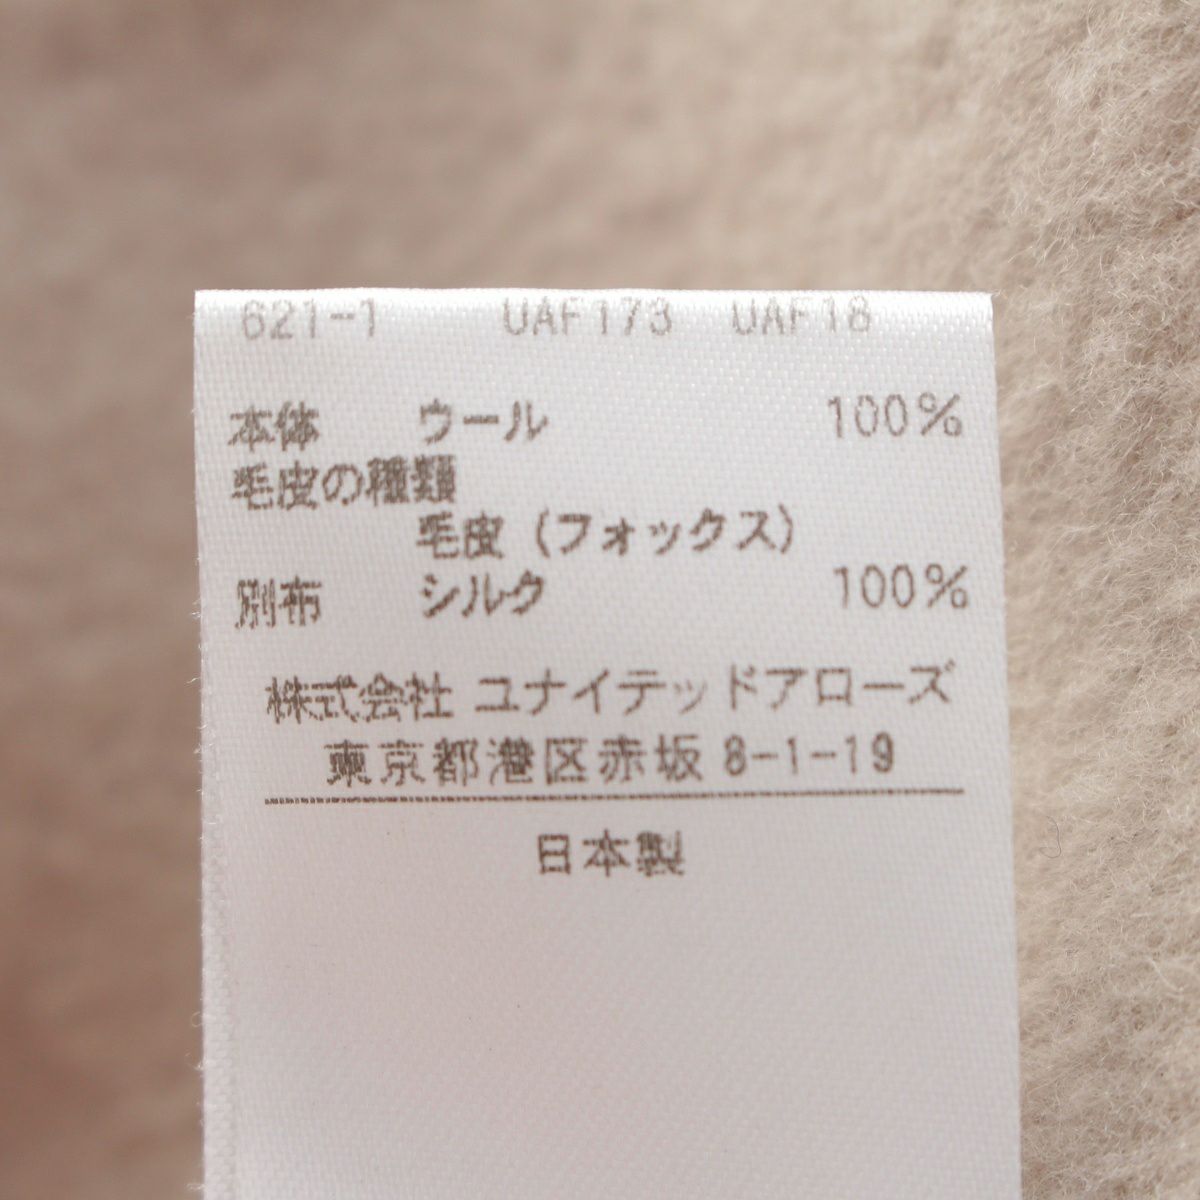 621-1 UAF173 UAF18
本体 ウール 100%
毛皮の種類
毛皮 (フォックス)
別布 シルク 100%
株式会社 ユナイテッドアローズ
東京都港区赤坂 8-1-19
日本製